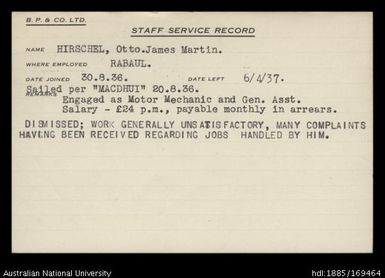 B. P. & CO. LTD.
STAFF SERVICE RECORD
NAME HIRSCHEL, Otto.James Martin.
WHERE EMPLOYED RABAUL.
DATE JOINED 30.8.36. DATE LEFT 6/4/37.
Sailed per "MACDHUI" 20.8.36.
REMARKS Engaged as Motor Mechanic and Gen. Asst.
Salary - £24 p.m., payable monthly in arrears.
DISMISSED; WORK GENERALLY UNSATISFACTORY, MANY COMPLAINTS
HAVING BEEN RECEIVED REGARDING JOBS HANDLED BY HIM.
Australian National University
hdl:1885/169464